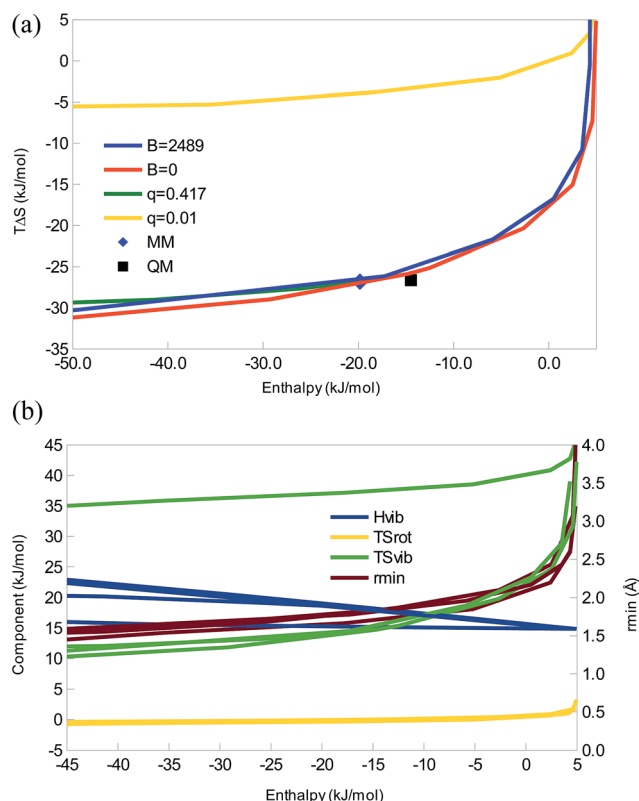 (a)
5
0
-5
-10
-15
-20
-25
-30
-35
TΔS (kJ/mol)
B=2489
B=0
q=0.417
q=0.01
MM
QM
-50.0 -40.0 -30.0 -20.0 -10.0 0.0
Enthalpy (kJ/mol)
(b)
45
40
35
30
25
20
15
10
5
0
-5
Component (kJ/mol)
Hvib
TSrot
TSvib
rmin
4.0
3.5
3.0
2.5
2.0
1.5
1.0
0.5
0.0
rmin (Å)
-45 -40 -35 -30 -25 -20 -15 -10 -5 0 5
Enthalpy (kJ/mol)